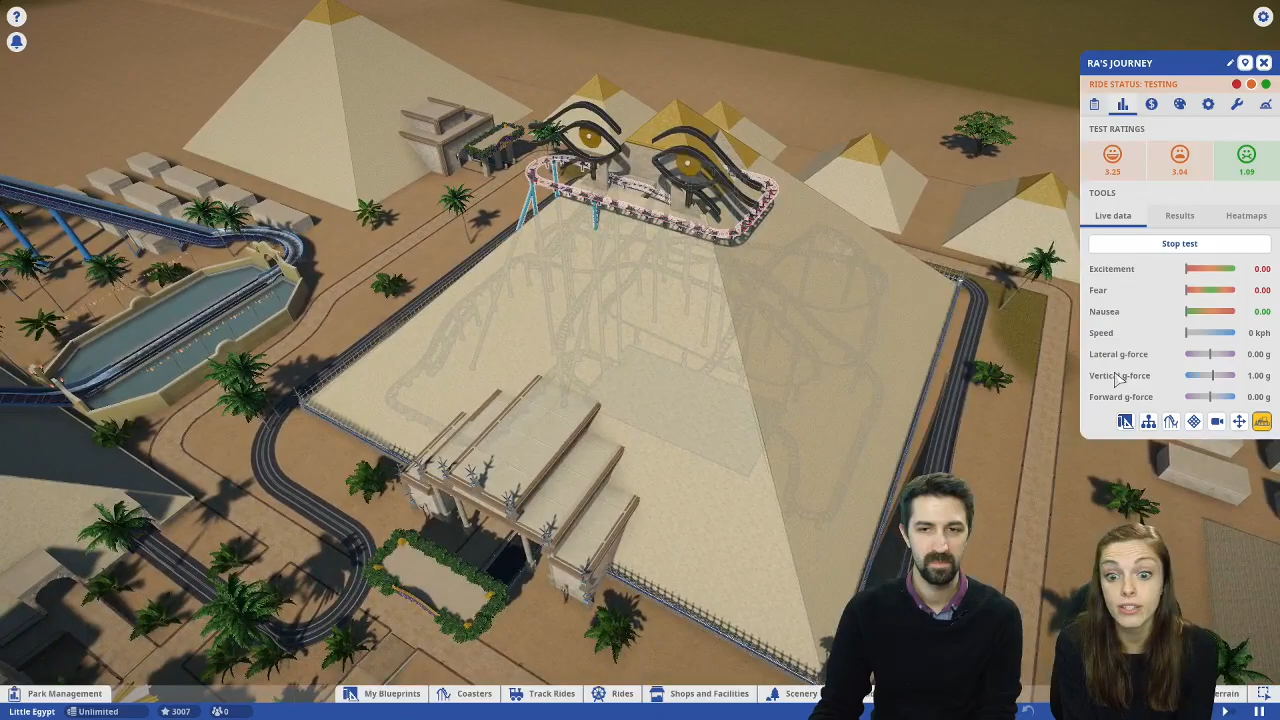 ?
RA'S JOURNEY
RIDE STATUS: TESTING
TEST RATINGS
3.25 3.04 1.09
TOOLS
Live data Results Heatmaps
Stop test
Excitement 0.00
Fear 0.00
Nausea 0.00
Speed 0 kph
Lateral g-force 0.00 g
Vertical g-force 1.00 g
Forward g-force 0.00 g
Park Management My Blueprints Coasters Track Rides Rides Shops and Facilities Scenery
Little Egypt Unlimited 3007 0